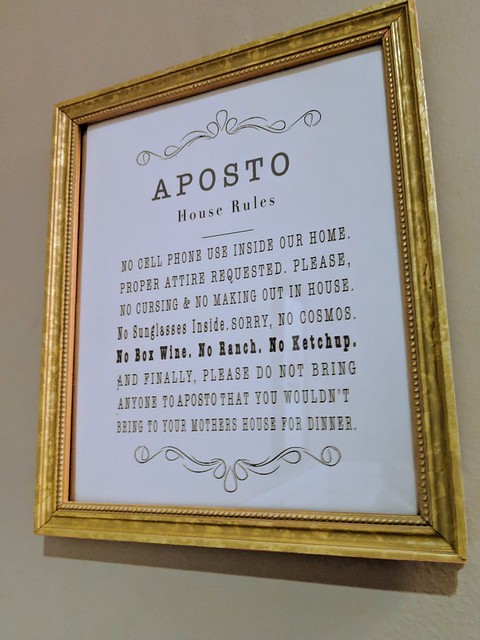 APOSTO
House Rules
NO CELL PHONE USE INSIDE OUR HOME.
PROPER ATTIRE REQUESTED. PLEASE,
NO CURSING & NO MAKING OUT IN HOUSE.
No Sunglasses Inside. SORRY, NO COSMOS.
No Box Wine. No Ranch. No Ketchup.
AND FINALLY, PLEASE DO NOT BRING
ANYONE TO APOSTO THAT YOU WOULDN'T
BRING TO YOUR MOTHERS HOUSE FOR DINNER.